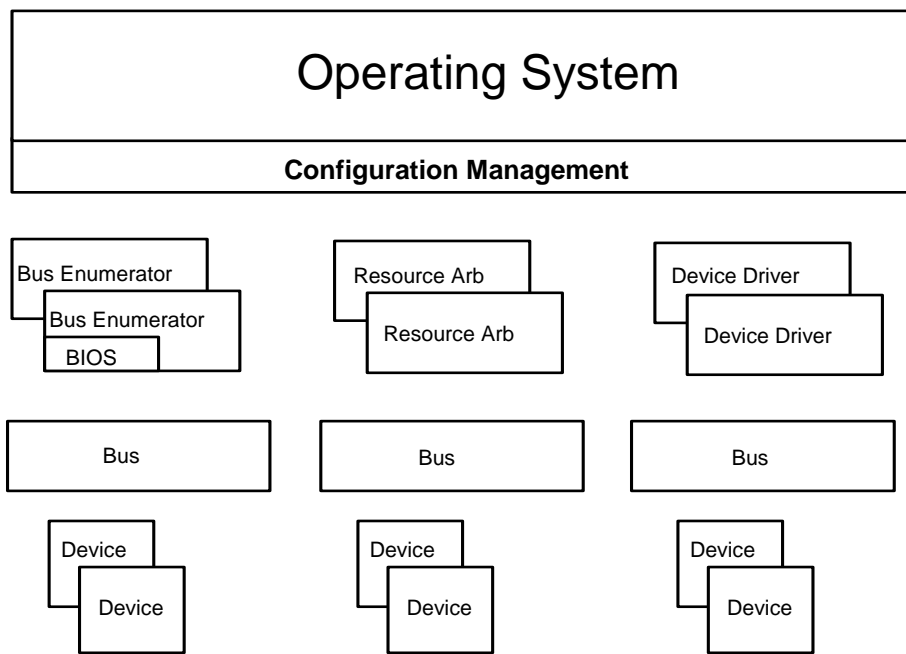 Operating System
Configuration Management
Bus Enumerator
Bus Enumerator
BIOS
Resource Arb
Resource Arb
Device Driver
Device Driver
Bus
Bus
Bus
Device
Device
Device
Device
Device
Device